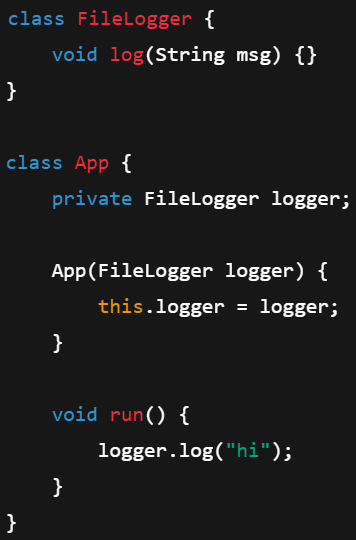 class FileLogger {
    void log(String msg) {}
}

class App {
    private FileLogger logger;

    App(FileLogger logger) {
        this.logger = logger;
    }

    void run() {
        logger.log("hi");
    }
}